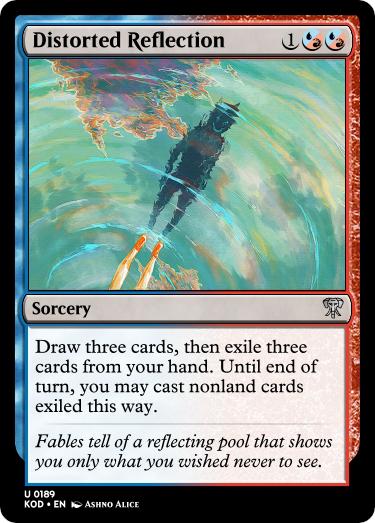 Distorted Reflection 1
Sorcery
Draw three cards, then exile three
cards from your hand. Until end of
turn, you may cast nonland cards
exiled this way.
Fables tell of a reflecting pool that shows
you only what you wished never to see.
U 0189
KOD • EN Ashno Alice